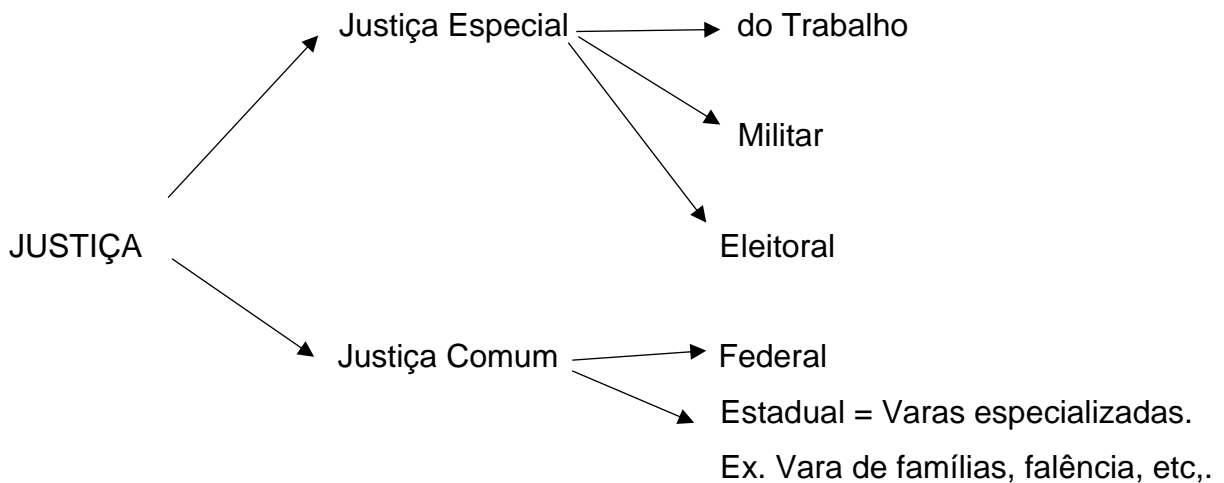 Justiça Especial do Trabalho
Militar
JUSTIÇA Eleitoral
Justiça Comum Federal
Estadual = Varas especializadas.
Ex. Vara de famílias, falência, etc,.